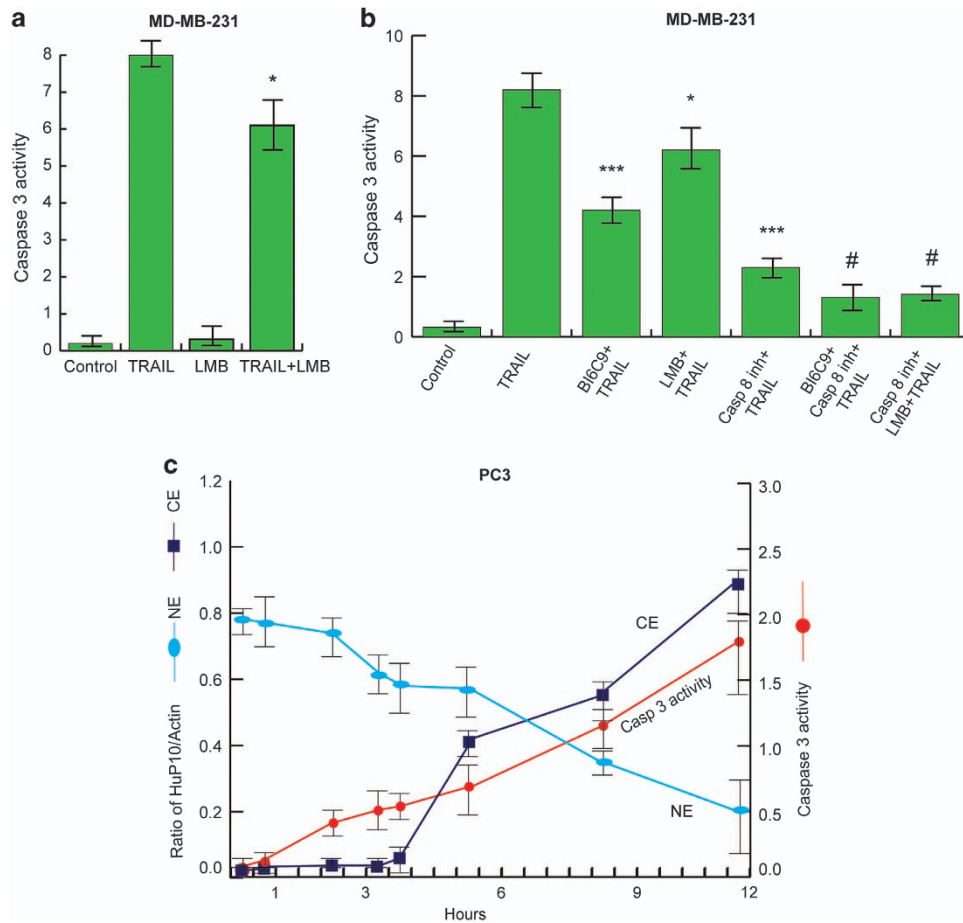 a
MD-MB-231
Caspase 3 activity
8
7
6
5
4
3
2
1
0
*
Control
TRAIL
LMB
TRAIL+LMB
b
MD-MB-231
Caspase 3 activity
10
8
6
4
2
0
***
*
***
#
#
Control
TRAIL
BI6C9+
TRAIL
LMB+
TRAIL
Casp 8 inh+
TRAIL
BI6C9+
Casp 8 inh+
TRAIL
Casp 8 inh+
LMB+TRAIL
c
PC3
Ratio of HuP10/Actin
NE
CE
1.2
1.0
0.8
0.6
0.4
0.2
0.0
3.0
2.5
2.0
1.5
1.0
0.5
0.0
Caspase 3 activity
CE
Casp 3 activity
NE
1
3
6
9
12
Hours